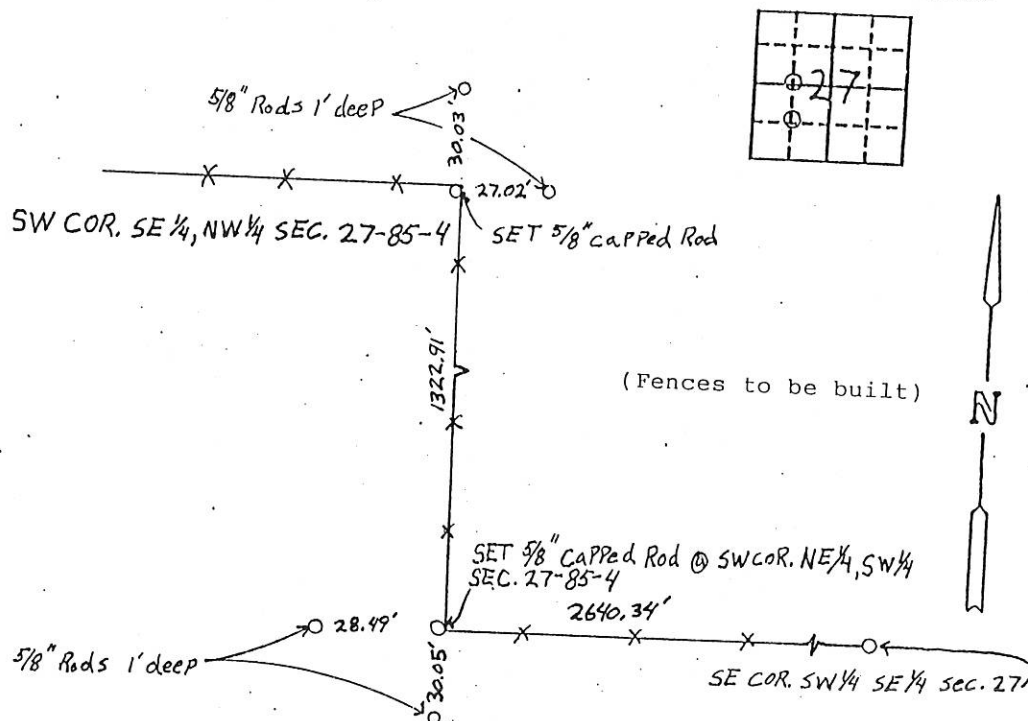 27
5/8" Rods 1' deep
30.03'
27.02'
SW COR. SE 1/4, NW 1/4 SEC. 27-85-4
SET 5/8" capped Rod
1322.91'
(Fences to be built)
N
SET 5/8" Capped Rod @ SW COR. NE 1/4, SW 1/4
SEC. 27-85-4
2640.34'
28.49'
5/8" Rods 1' deep
30.05'
SE COR. SW 1/4 SE 1/4 sec. 27